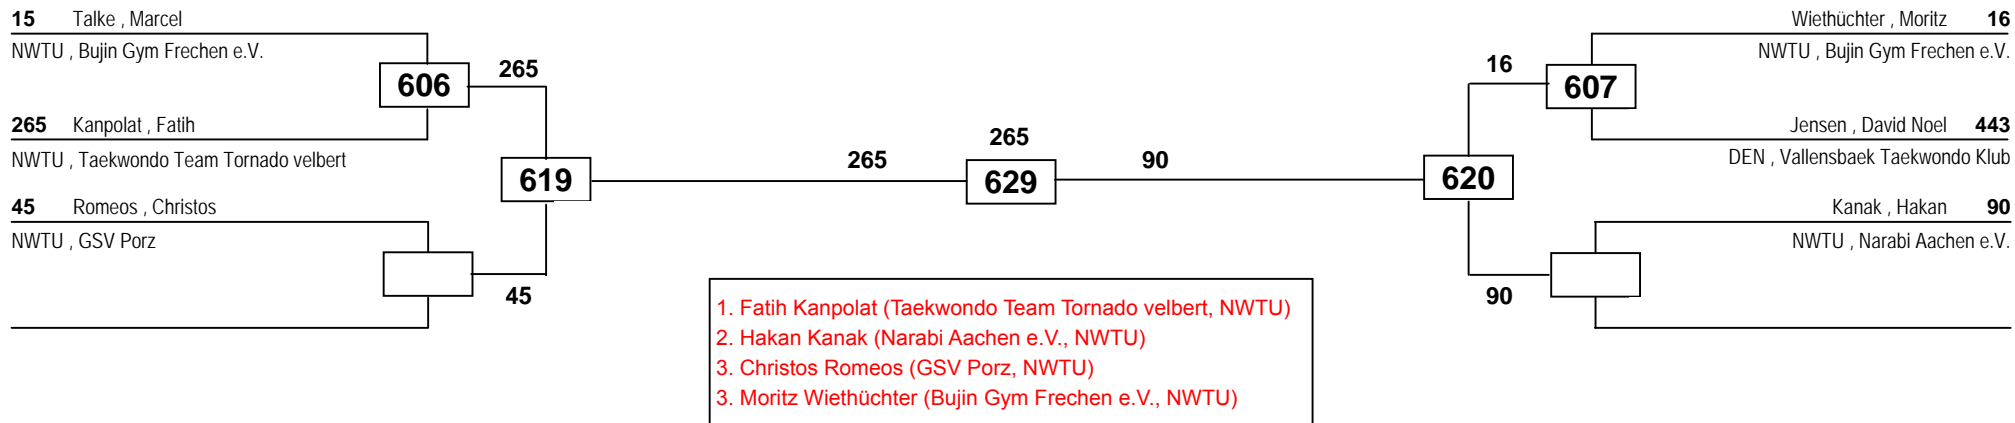 15 Talke , Marcel
NWTU , Bujin Gym Frechen e.V.
606
265
265 Kanpolat , Fatih
NWTU , Taekwondo Team Tornado velbert
619
45 Romeos , Christos
NWTU , GSV Porz
45
265
265
629
90
Wiethüchter , Moritz 16
NWTU , Bujin Gym Frechen e.V.
16
607
Jensen , David Noel 443
DEN , Vallensbaek Taekwondo Klub
620
Kanak , Hakan 90
NWTU , Narabi Aachen e.V.
90
1. Fatih Kanpolat (Taekwondo Team Tornado velbert, NWTU)
2. Hakan Kanak (Narabi Aachen e.V., NWTU)
3. Christos Romeos (GSV Porz, NWTU)
3. Moritz Wiethüchter (Bujin Gym Frechen e.V., NWTU)